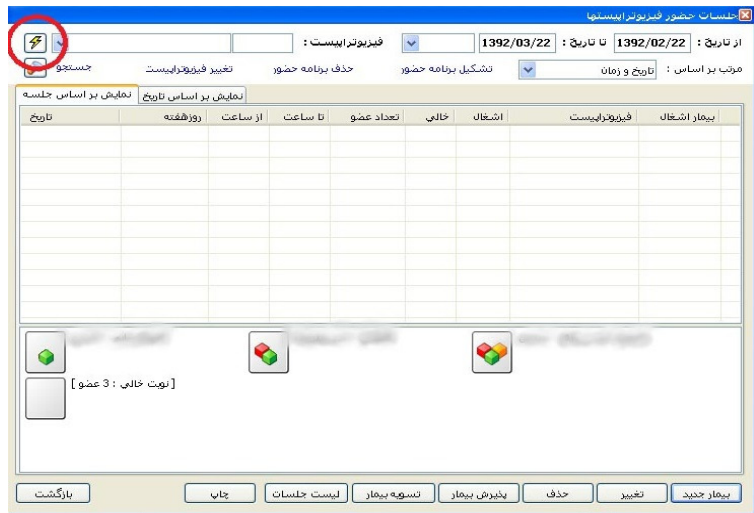 جلسات حضور فیزیوتراپیستها
از تاریخ : 1392/02/22 تا تاریخ : 1392/03/22 فیزیوتراپیست :
مرتب بر اساس : تاریخ و زمان تشکیل برنامه حضور حذف برنامه حضور تغییر فیزیوتراپیست جستجو
نمایش بر اساس تاریخ نمایش بر اساس جلسه
بیمار اشغال فیزیوتراپیست اشغال خالی تعداد عضو تا ساعت از ساعت روزهفته تاریخ
[نوبت خالی : 3 عضو ]
بیمار جدید تغییر حذف پذیرش بیمار تسویه بیمار لیست جلسات چاپ بازگشت